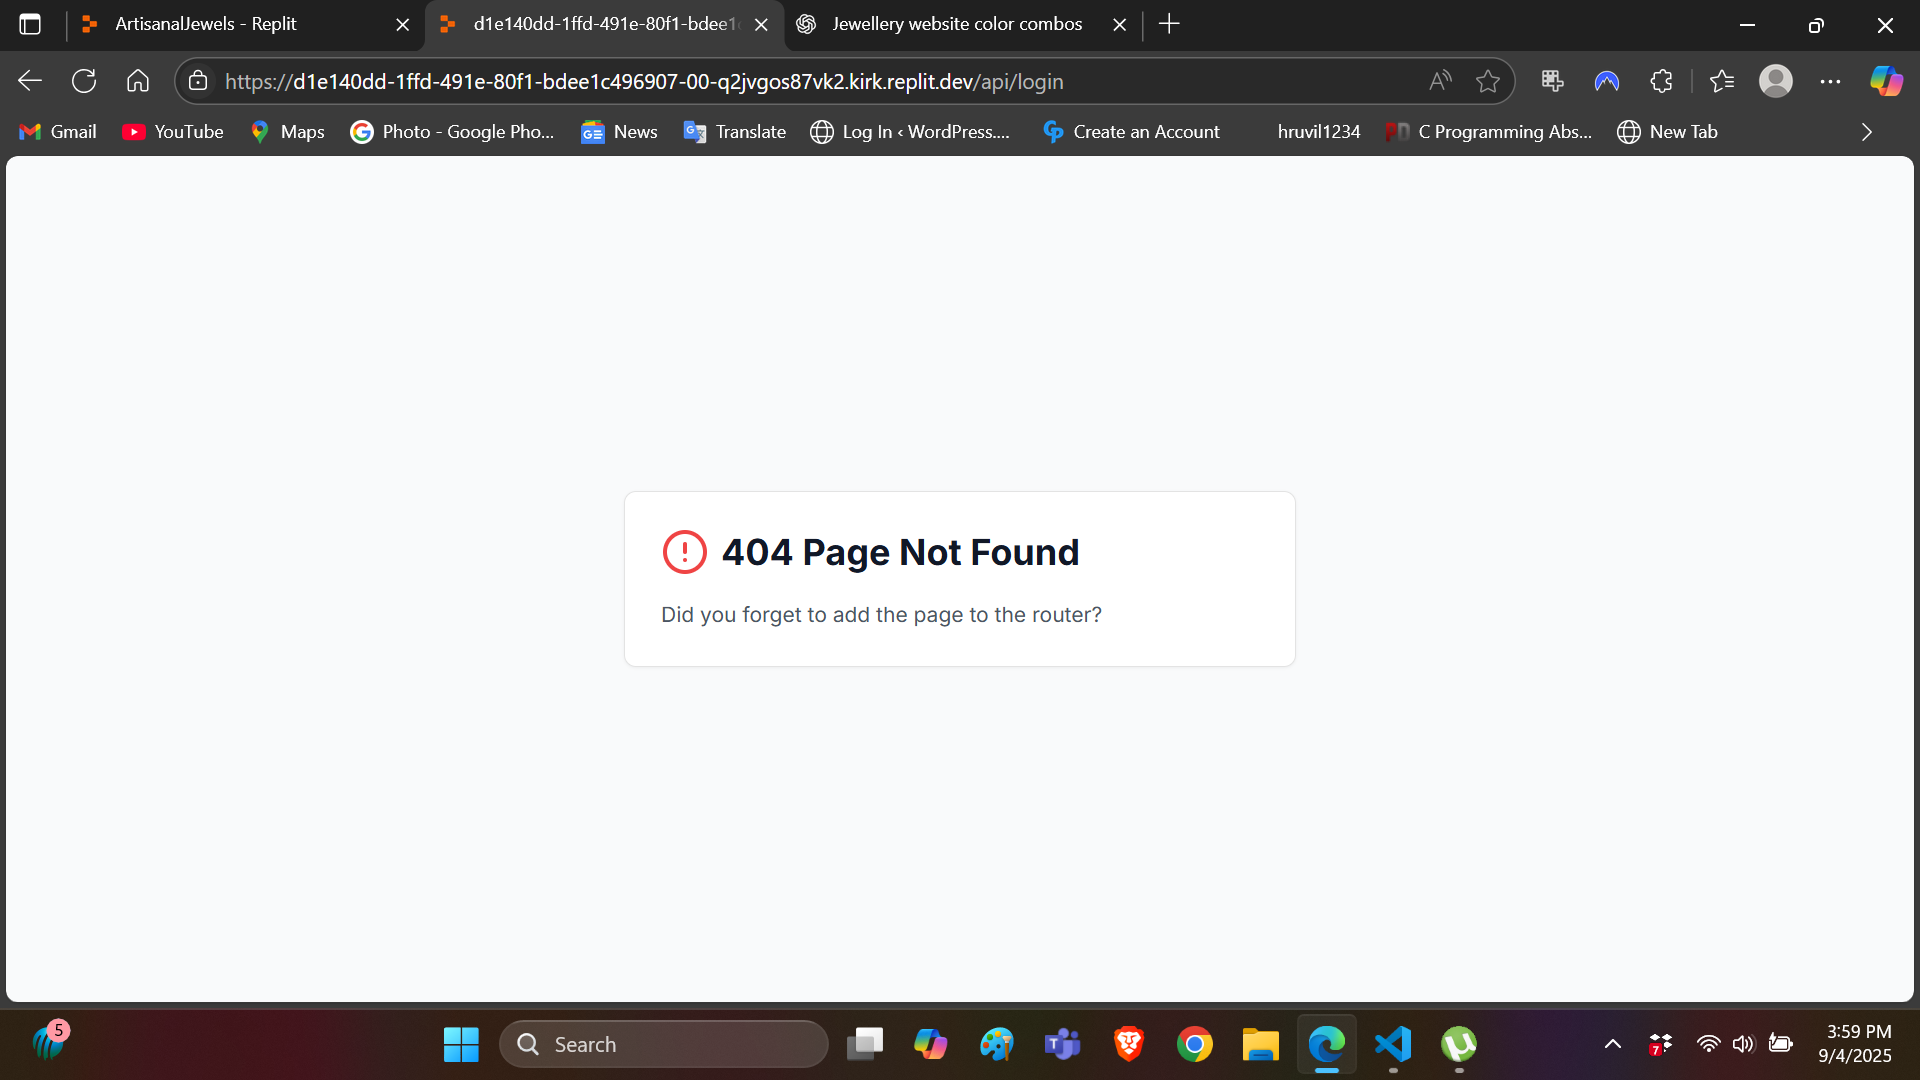 ArtisanalJewels - Replit
d1e140dd-1ffd-491e-80f1-bdee1
Jewellery website color combos
https://d1e140dd-1ffd-491e-80f1-bdee1c496907-00-q2jvgos87vk2.kirk.replit.dev/api/login
Gmail
YouTube
Maps
Photo - Google Pho...
News
Translate
Log In ‹ WordPress....
Create an Account
hruvil1234
C Programming Abs...
New Tab
404 Page Not Found
Did you forget to add the page to the router?
5
Search
7
3:59 PM
9/4/2025